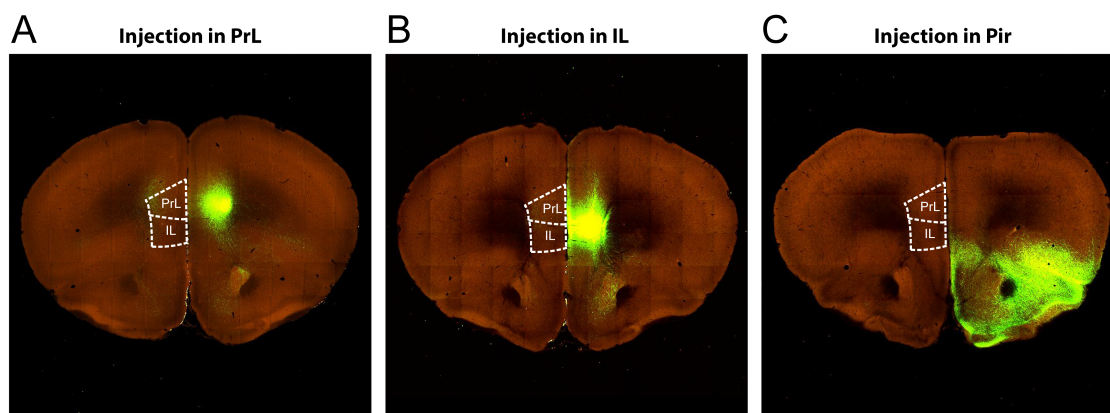 A
Injection in PrL
PrL
IL
B
Injection in IL
PrL
IL
C
Injection in Pir
PrL
IL